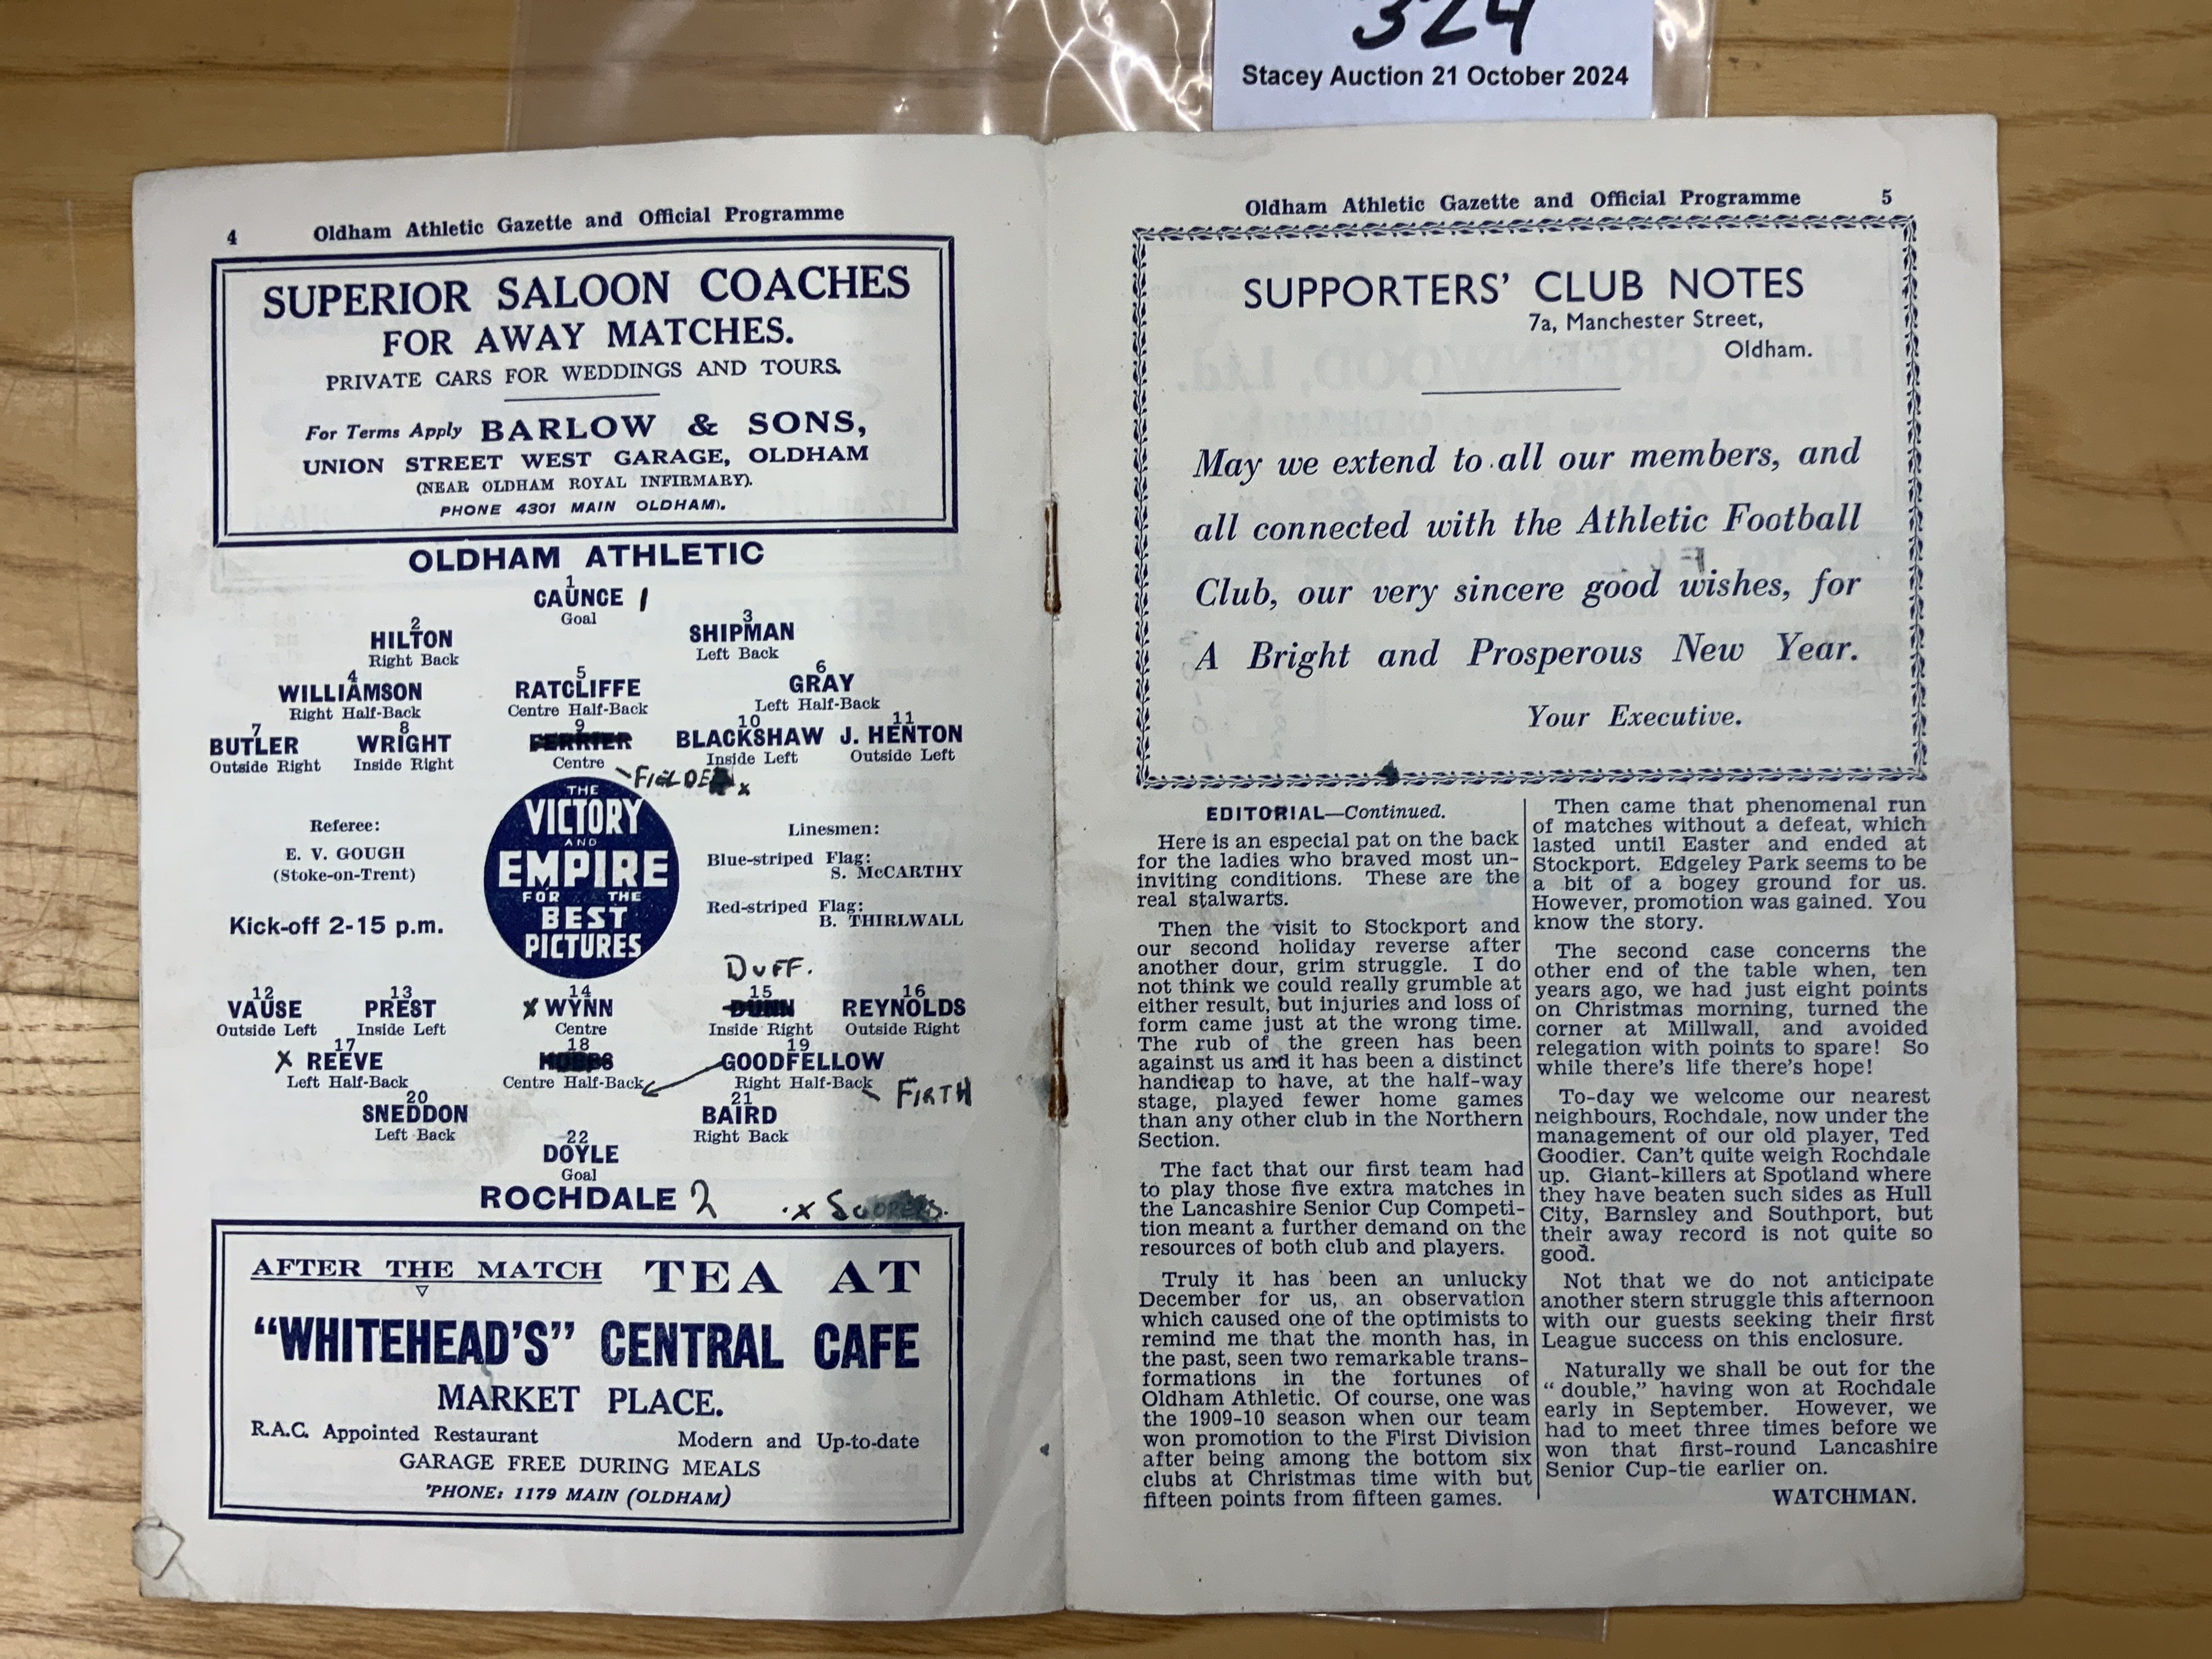 324
Stacey Auction 21 October 2024
4 Oldham Athletic Gazette and Official Programme
SUPERIOR SALOON COACHES
FOR AWAY MATCHES.
PRIVATE CARS FOR WEDDINGS AND TOURS.
For Terms Apply BARLOW & SONS,
UNION STREET WEST GARAGE, OLDHAM
(NEAR OLDHAM ROYAL INFIRMARY).
PHONE 4301 MAIN OLDHAM).
OLDHAM ATHLETIC
1
CAUNCE 1
Goal
2 3
HILTON SHIPMAN
Right Back Left Back
4 5 6
WILLIAMSON RATCLIFFE GRAY
Right Half-Back Centre Half-Back Left Half-Back
7 8 9 10 11
BUTLER WRIGHT FERRIER BLACKSHAW J. HENTON
Outside Right Inside Right Centre Inside Left Outside Left
x
THE
VICTORY
AND
EMPIRE
FOR THE
BEST
PICTURES
Referee:
E. V. GOUGH
(Stoke-on-Trent)
Kick-off 2-15 p.m.
Linesmen:
Blue-striped Flag:
S. McCARTHY
Red-striped Flag:
B. THIRLWALL
DUFF.
12 13 14 15 16
VAUSE PREST x WYNN DUNN REYNOLDS
Outside Left Inside Left Centre Inside Right Outside Right
17 18 19
x REEVE GOODFELLOW
Left Half-Back Centre Half-Back Right Half-Back
FIRTH
20 21
SNEDDON BAIRD
Left Back Right Back
22
DOYLE
Goal
ROCHDALE 2 . x SCORERS.
AFTER THE MATCH TEA AT
"WHITEHEAD'S" CENTRAL CAFE
MARKET PLACE.
R.A.C. Appointed Restaurant Modern and Up-to-date
GARAGE FREE DURING MEALS
'PHONE: 1179 MAIN (OLDHAM)
Oldham Athletic Gazette and Official Programme 5
SUPPORTERS' CLUB NOTES
7a, Manchester Street,
Oldham.
May we extend to all our members, and
all connected with the Athletic Football
Club, our very sincere good wishes, for
A Bright and Prosperous New Year.
Your Executive.
EDITORIAL—Continued.
Here is an especial pat on the back
for the ladies who braved most un-
inviting conditions. These are the
real stalwarts.
Then the visit to Stockport and
our second holiday reverse after
another dour, grim struggle. I do
not think we could really grumble at
either result, but injuries and loss of
form came just at the wrong time.
The rub of the green has been
against us and it has been a distinct
handicap to have, at the half-way
stage, played fewer home games
than any other club in the Northern
Section.
The fact that our first team had
to play those five extra matches in
the Lancashire Senior Cup Competi-
tion meant a further demand on the
resources of both club and players.
Truly it has been an unlucky
December for us, an observation
which caused one of the optimists to
remind me that the month has, in
the past, seen two remarkable trans-
formations in the fortunes of
Oldham Athletic. Of course, one was
the 1909-10 season when our team
won promotion to the First Division
after being among the bottom six
clubs at Christmas time with but
fifteen points from fifteen games.
Then came that phenomenal run
of matches without a defeat, which
lasted until Easter and ended at
Stockport. Edgeley Park seems to be
a bit of a bogey ground for us.
However, promotion was gained. You
know the story.
The second case concerns the
other end of the table when, ten
years ago, we had just eight points
on Christmas morning, turned the
corner at Millwall, and avoided
relegation with points to spare! So
while there's life there's hope!
To-day we welcome our nearest
neighbours, Rochdale, now under the
management of our old player, Ted
Goodier. Can't quite weigh Rochdale
up. Giant-killers at Spotland where
they have beaten such sides as Hull
City, Barnsley and Southport, but
their away record is not quite so
good.
Not that we do not anticipate
another stern struggle this afternoon
with our guests seeking their first
League success on this enclosure.
Naturally we shall be out for the
" double," having won at Rochdale
early in September. However, we
had to meet three times before we
won that first-round Lancashire
Senior Cup-tie earlier on.
WATCHMAN.